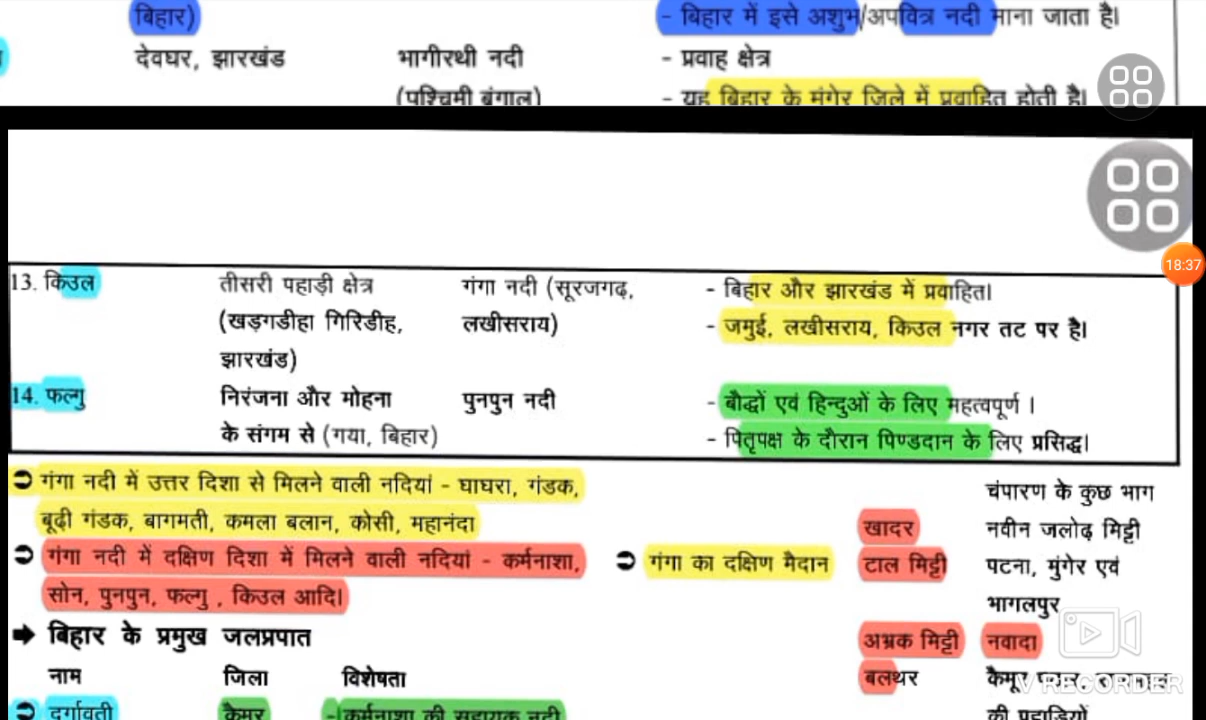 बिहार)
- बिहार में इसे अशुभ/अपवित्र नदी माना जाता है।
देवघर, झारखंड भागीरथी नदी - प्रवाह क्षेत्र
(पश्चिमी बंगाल) - यह बिहार के मुंगेर जिले में प्रवाहित होती है।
18:37
13. किउल तीसरी पहाड़ी क्षेत्र गंगा नदी (सूरजगढ़, - बिहार और झारखंड में प्रवाहित।
(खड़गडीहा गिरिडीह, लखीसराय) - जमुई, लखीसराय, किउल नगर तट पर है।
झारखंड)
14. फल्गु निरंजना और मोहना पुनपुन नदी - बौद्धों एवं हिन्दुओं के लिए महत्वपूर्ण ।
के संगम से (गया, बिहार) - पितृपक्ष के दौरान पिण्डदान के लिए प्रसिद्ध।
गंगा नदी में उत्तर दिशा से मिलने वाली नदियां - घाघरा, गंडक,
बूढ़ी गंडक, बागमती, कमला बलान, कोसी, महानंदा
गंगा नदी में दक्षिण दिशा में मिलने वाली नदियां - कर्मनाशा,
सोन, पुनपुन, फल्गु , किउल आदि।
बिहार के प्रमुख जलप्रपात
नाम जिला विशेषता
दुर्गावती कैमूर - कर्मनाशा की सहायक नदी
चंपारण के कुछ भाग
खादर नवीन जलोढ़ मिट्टी
गंगा का दक्षिण मैदान टाल मिट्टी पटना, मुंगेर एवं
भागलपुर
अभ्रक मिट्टी नवादा
बलथर कैमूर
की पहाड़ियों
V RECORDER